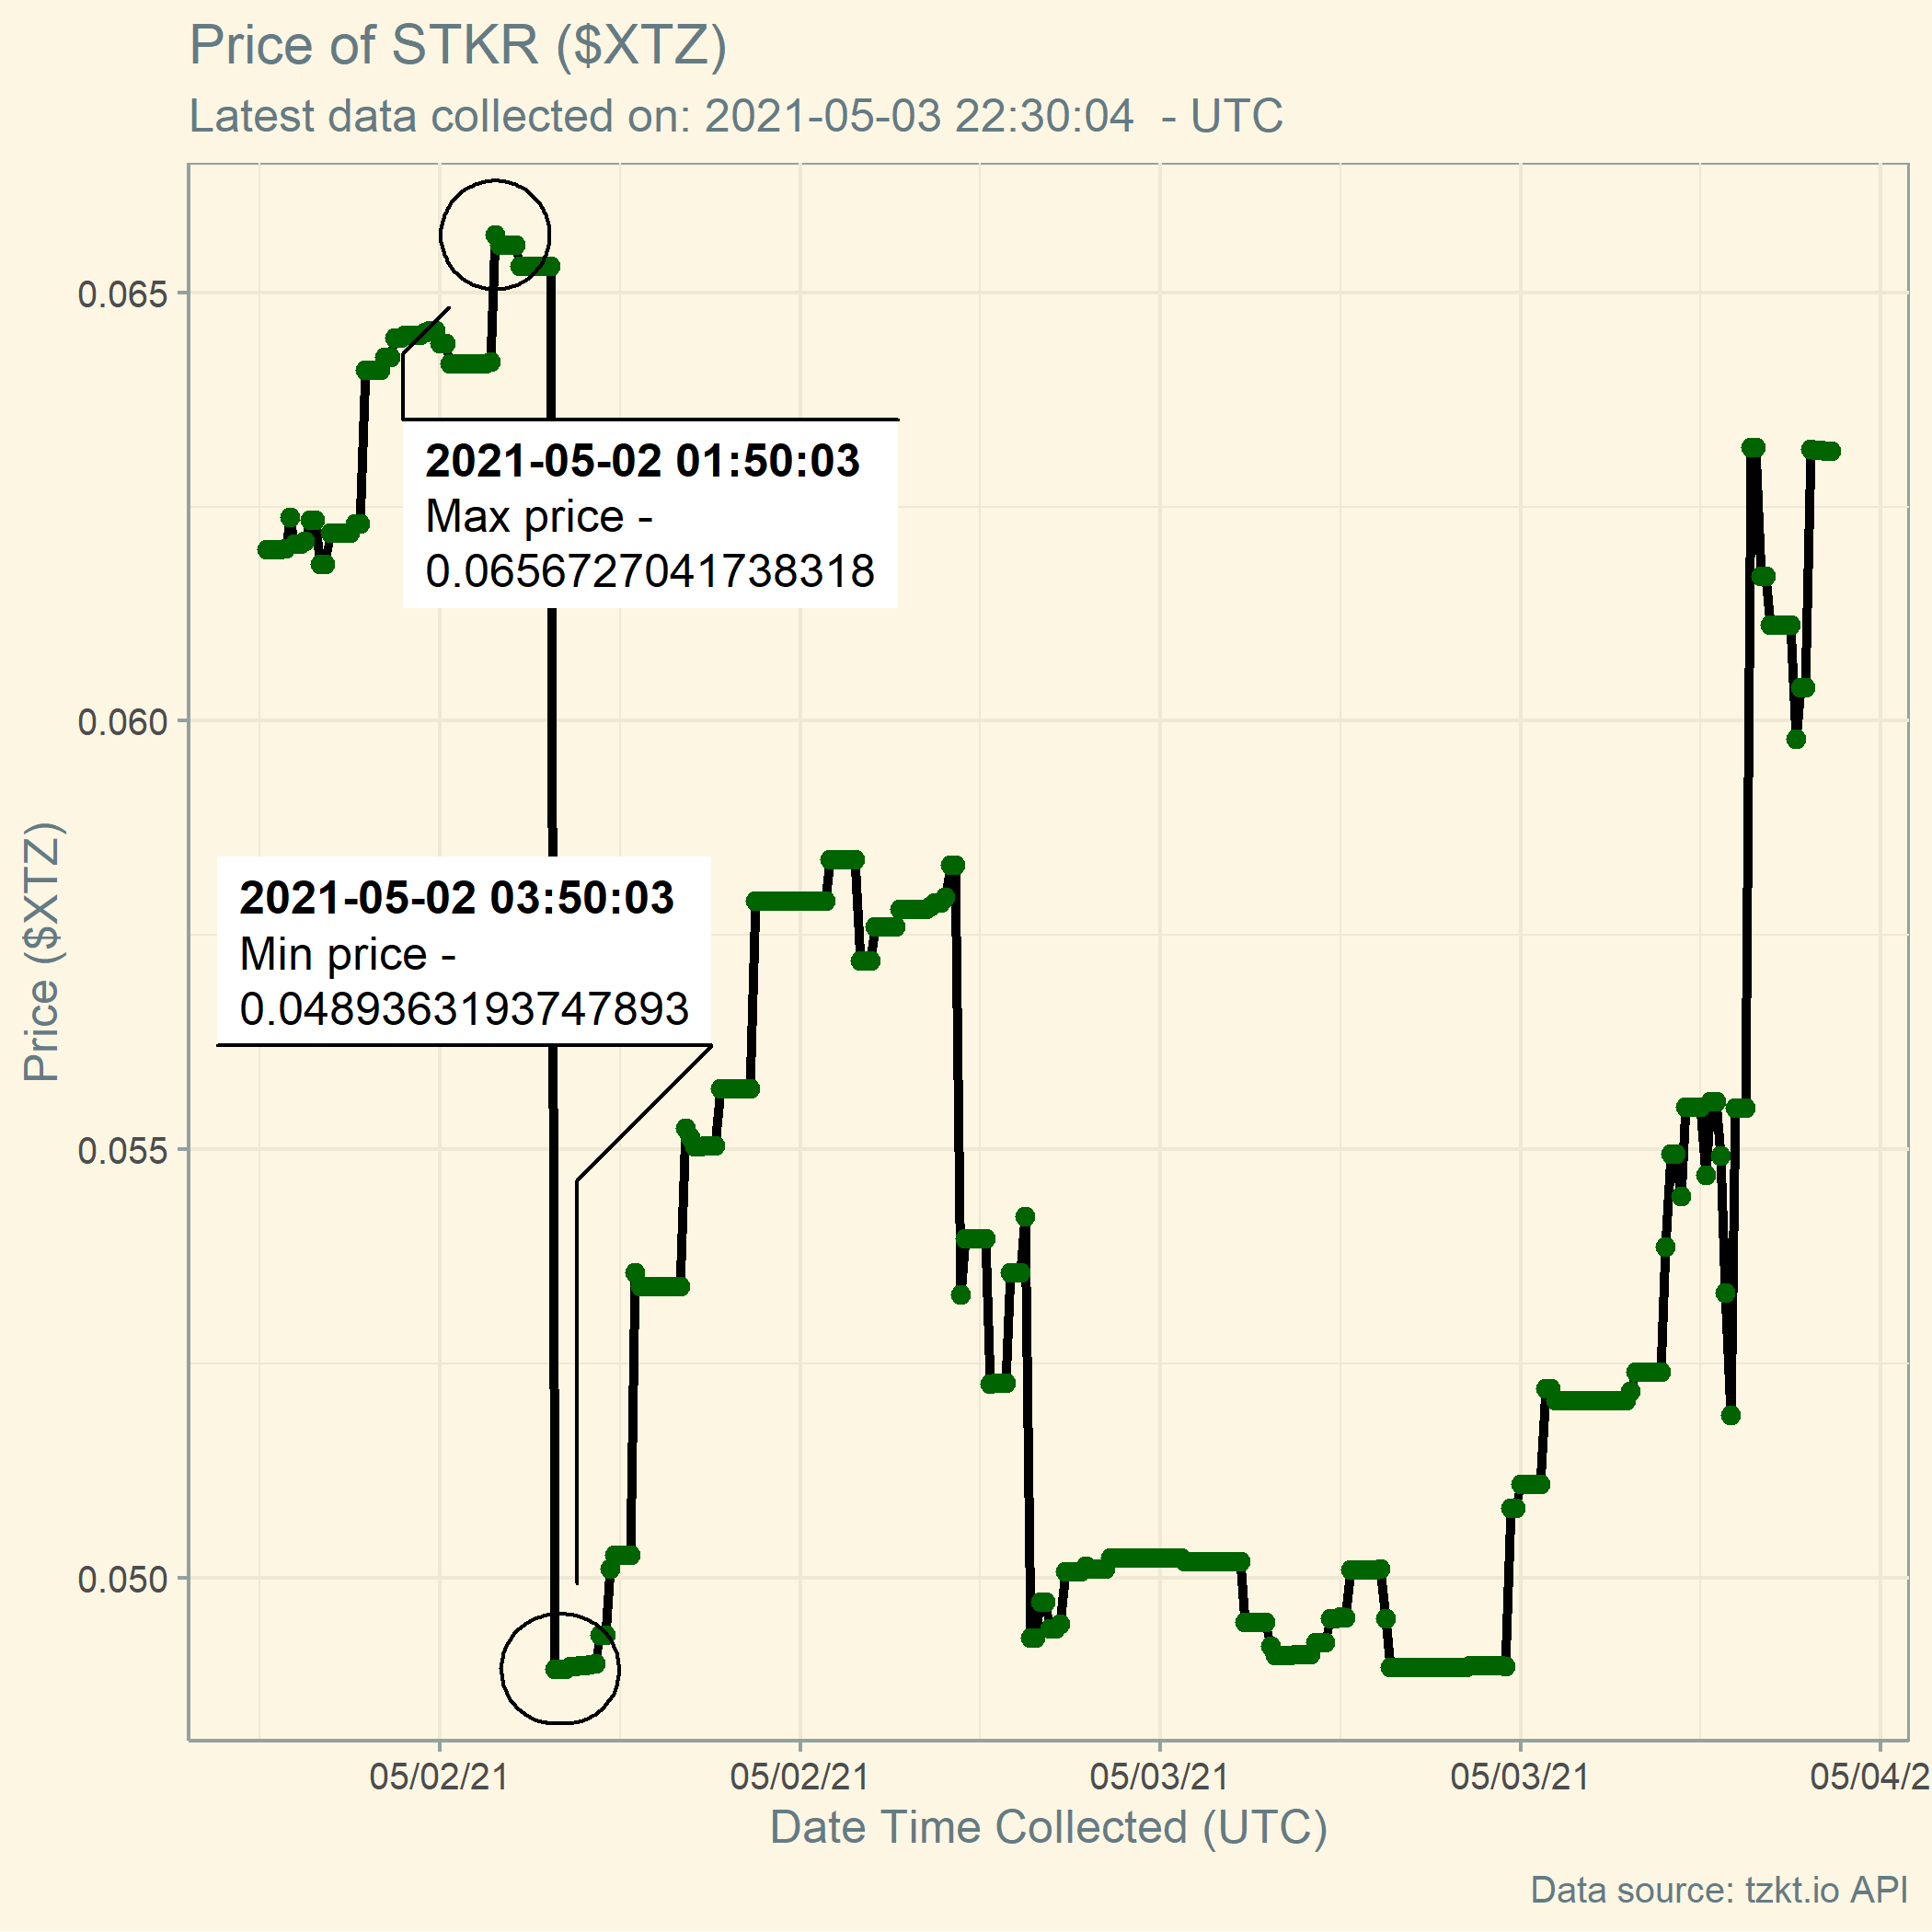 Price of STKR ($XTZ)
Latest data collected on: 2021-05-03 22:30:04  - UTC
0.065
2021-05-02 01:50:03
Max price -
0.0656727041738318
0.060
2021-05-02 03:50:03
Min price -
0.0489363193747893
Price ($XTZ)
0.055
0.050
05/02/21
05/02/21
05/03/21
05/03/21
05/04/2
Date Time Collected (UTC)
Data source: tzkt.io API